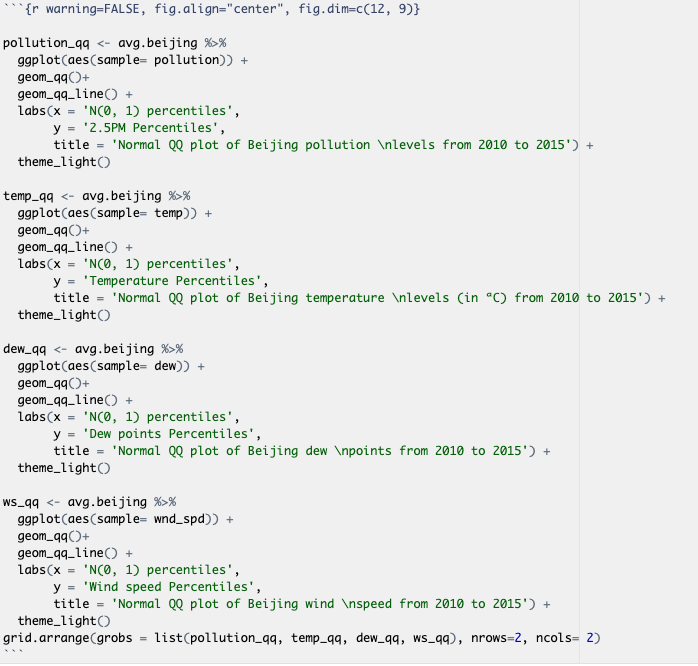 ```{r warning=FALSE, fig.align="center", fig.dim=c(12, 9)}
pollution_qq <- avg.beijing %>%
ggplot(aes(sample= pollution)) +
geom_qq()+
geom_qq_line() +
labs(x = 'N(0, 1) percentiles',
y = '2.5PM Percentiles',
title = 'Normal QQ plot of Beijing pollution \nlevels from 2010 to 2015') +
theme_light()
temp_qq <- avg.beijing %>%
ggplot(aes(sample= temp)) +
geom_qq()+
geom_qq_line() +
labs(x = 'N(0, 1) percentiles',
y = 'Temperature Percentiles',
title = 'Normal QQ plot of Beijing temperature \nlevels (in °C) from 2010 to 2015') +
theme_light()
dew_qq <- avg.beijing %>%
ggplot(aes(sample= dew)) +
geom_qq()+
geom_qq_line() +
labs(x = 'N(0, 1) percentiles',
y = 'Dew points Percentiles',
title = 'Normal QQ plot of Beijing dew \npoints from 2010 to 2015') +
theme_light()
ws_qq <- avg.beijing %>%
ggplot(aes(sample= wnd_spd)) +
geom_qq()+
geom_qq_line() +
labs(x = 'N(0, 1) percentiles',
y = 'Wind speed Percentiles',
title = 'Normal QQ plot of Beijing wind \nspeed from 2010 to 2015') +
theme_light()
grid.arrange(grobs = list(pollution_qq, temp_qq, dew_qq, ws_qq), nrows=2, ncols= 2)
```